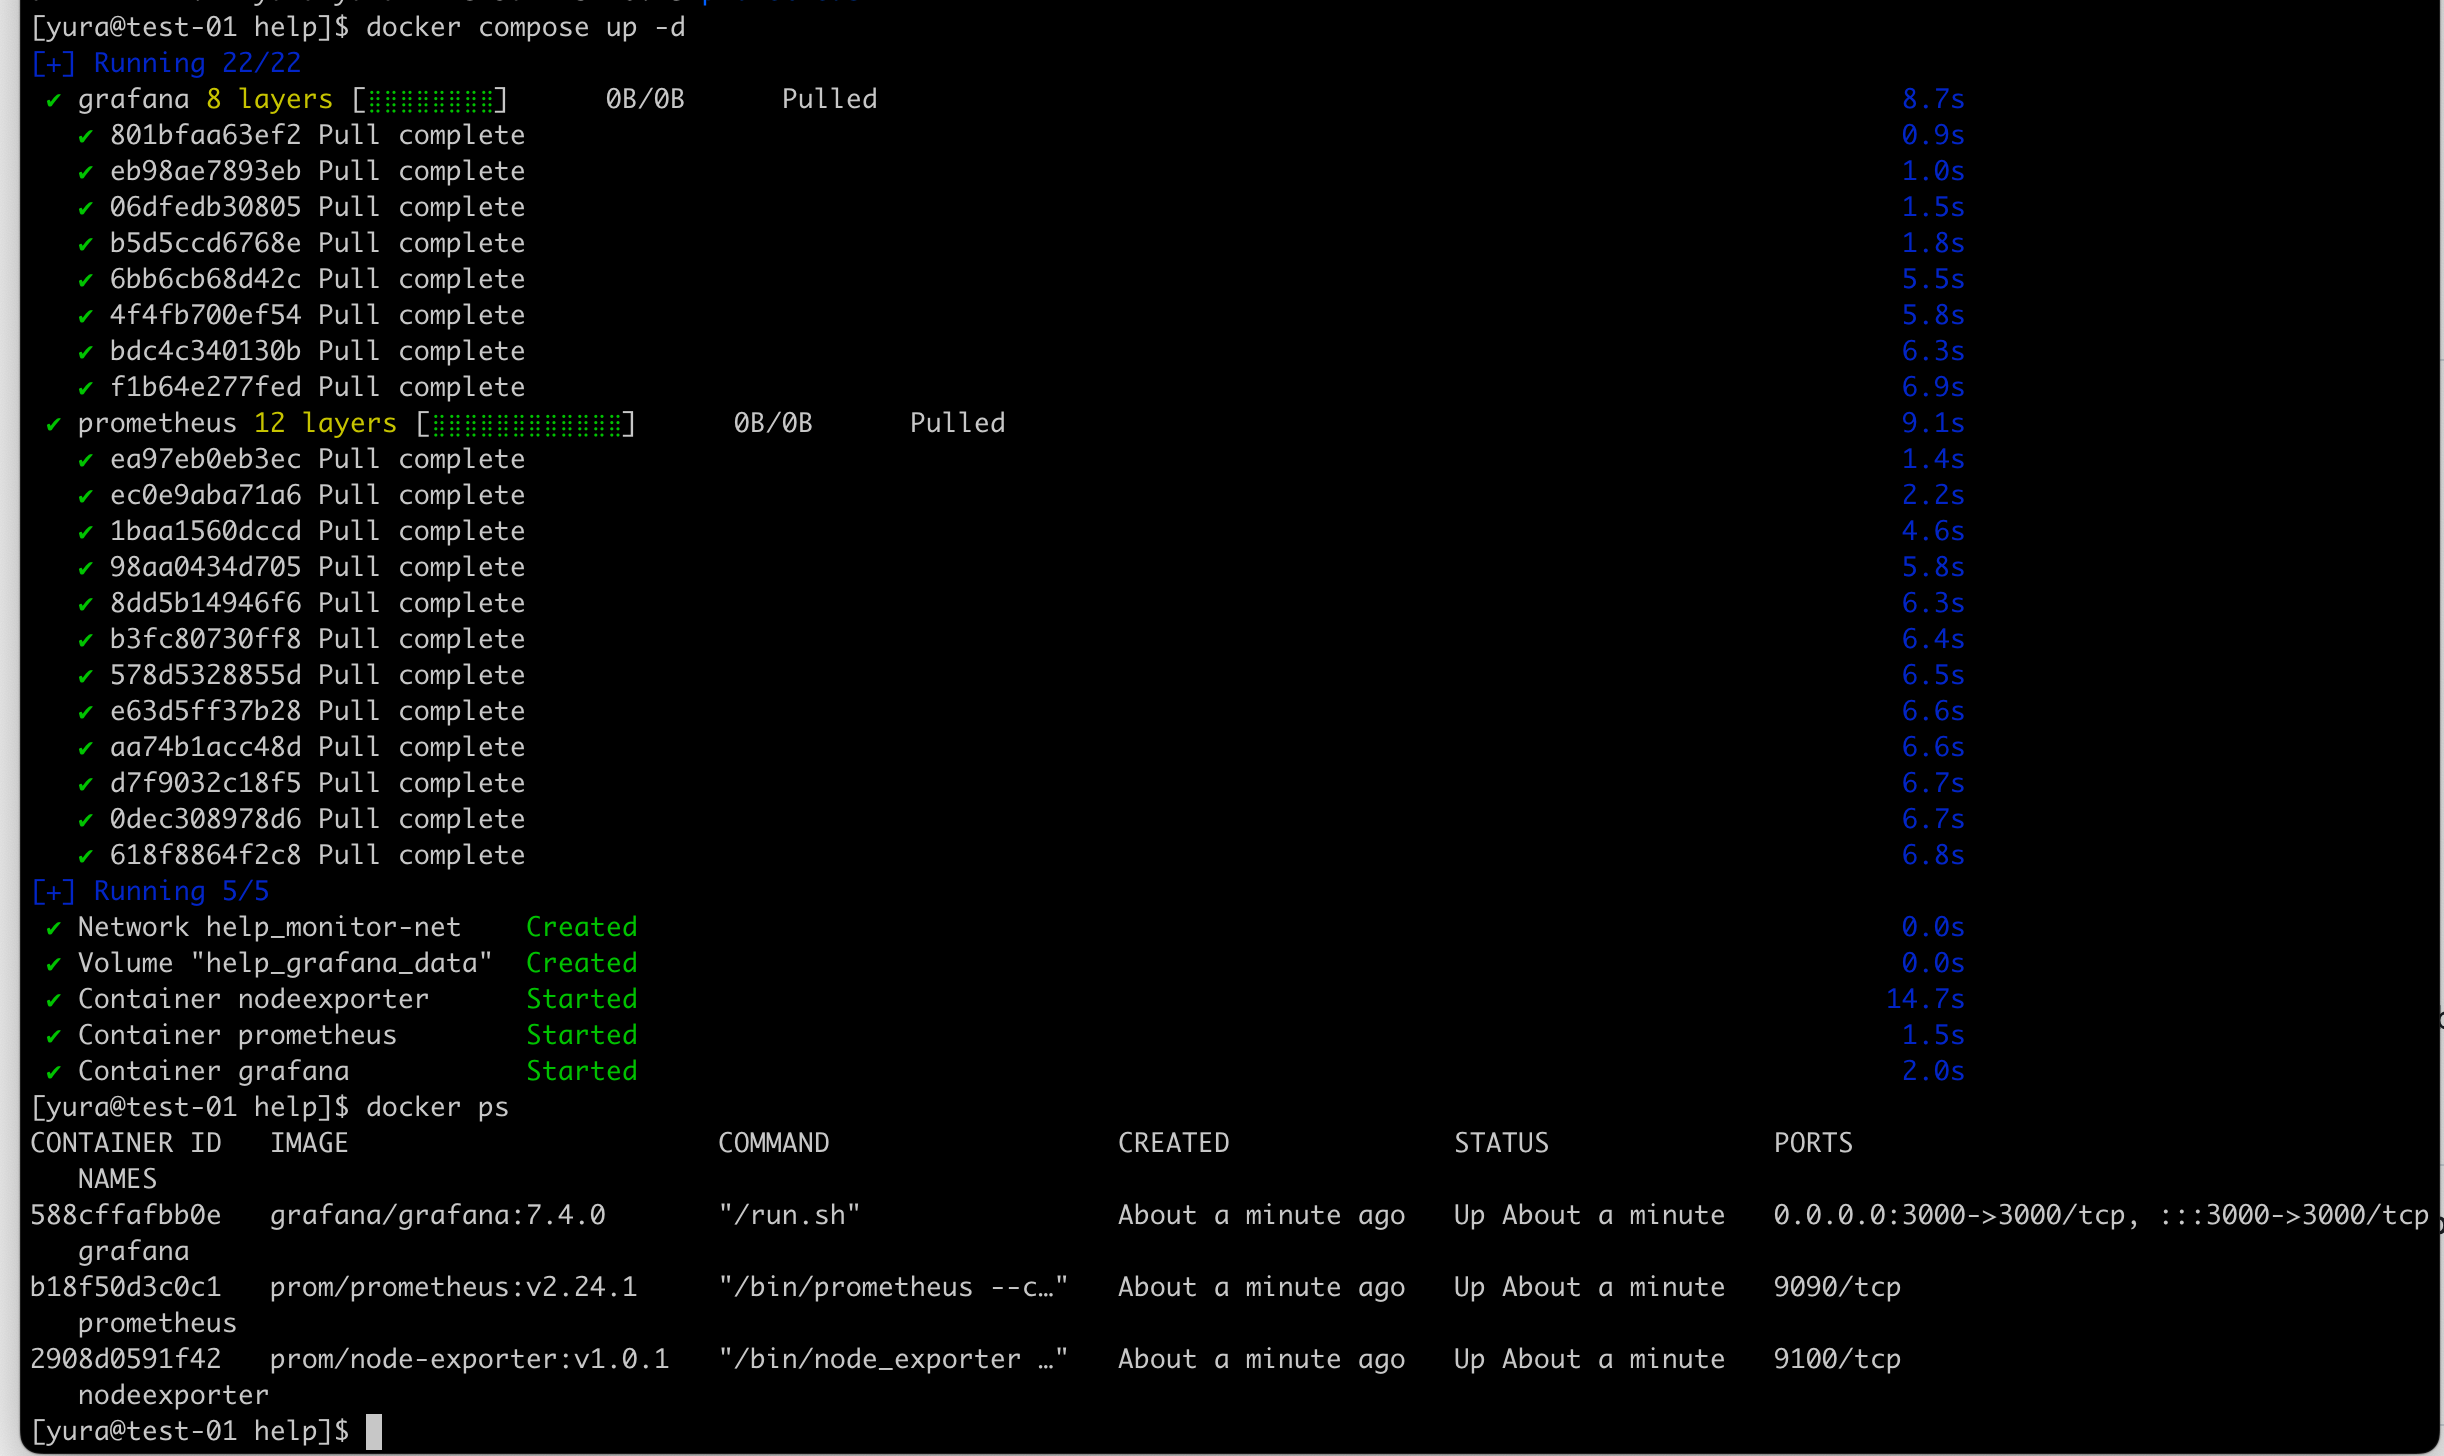 [yura@test-01 help]$ docker compose up -d
[+] Running 22/22
✔ grafana 8 layers [⣿⣿⣿⣿⣿⣿⣿⣿] 0B/0B Pulled 8.7s
✔ 801bfaa63ef2 Pull complete 0.9s
✔ eb98ae7893eb Pull complete 1.0s
✔ 06dfedb30805 Pull complete 1.5s
✔ b5d5ccd6768e Pull complete 1.8s
✔ 6bb6cb68d42c Pull complete 5.5s
✔ 4f4fb700ef54 Pull complete 5.8s
✔ bdc4c340130b Pull complete 6.3s
✔ f1b64e277fed Pull complete 6.9s
✔ prometheus 12 layers [⣿⣿⣿⣿⣿⣿⣿⣿⣿⣿⣿⣿] 0B/0B Pulled 9.1s
✔ ea97eb0eb3ec Pull complete 1.4s
✔ ec0e9aba71a6 Pull complete 2.2s
✔ 1baa1560dccd Pull complete 4.6s
✔ 98aa0434d705 Pull complete 5.8s
✔ 8dd5b14946f6 Pull complete 6.3s
✔ b3fc80730ff8 Pull complete 6.4s
✔ 578d5328855d Pull complete 6.5s
✔ e63d5ff37b28 Pull complete 6.6s
✔ aa74b1acc48d Pull complete 6.6s
✔ d7f9032c18f5 Pull complete 6.7s
✔ 0dec308978d6 Pull complete 6.7s
✔ 618f8864f2c8 Pull complete 6.8s
[+] Running 5/5
✔ Network help_monitor-net Created 0.0s
✔ Volume "help_grafana_data" Created 0.0s
✔ Container nodeexporter Started 14.7s
✔ Container prometheus Started 1.5s
✔ Container grafana Started 2.0s
[yura@test-01 help]$ docker ps
CONTAINER ID IMAGE COMMAND CREATED STATUS PORTS
NAMES
588cffafbb0e grafana/grafana:7.4.0 "/run.sh" About a minute ago Up About a minute 0.0.0.0:3000->3000/tcp, :::3000->3000/tcp
grafana
b18f50d3c0c1 prom/prometheus:v2.24.1 "/bin/prometheus --c…" About a minute ago Up About a minute 9090/tcp
prometheus
2908d0591f42 prom/node-exporter:v1.0.1 "/bin/node_exporter …" About a minute ago Up About a minute 9100/tcp
nodeexporter
[yura@test-01 help]$